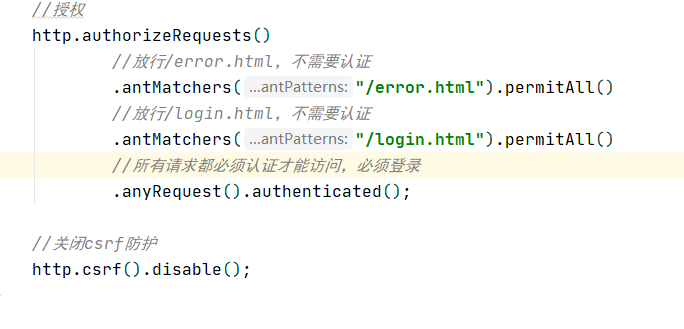 //授权
http.authorizeRequests()
//放行/error.html，不需要认证
.antMatchers( ...antPatterns: "/error.html").permitAll()
//放行/login.html，不需要认证
.antMatchers( ...antPatterns: "/login.html").permitAll()
//所有请求都必须认证才能访问，必须登录
.anyRequest().authenticated();
//关闭csrf防护
http.csrf().disable();